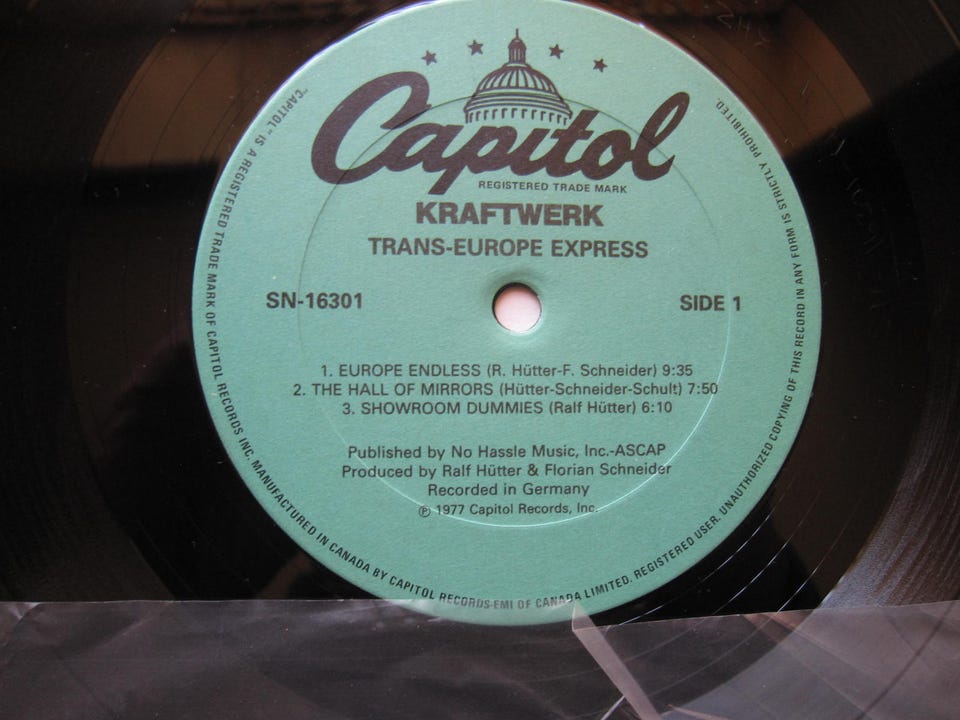 Capitol
REGISTERED TRADE MARK
KRAFTWERK
TRANS-EUROPE EXPRESS
SN-16301
SIDE 1
1. EUROPE ENDLESS (R. Hütter-F. Schneider) 9:35
2. THE HALL OF MIRRORS (Hütter-Schneider-Schult) 7:50
3. SHOWROOM DUMMIES (Ralf Hütter) 6:10
Published by No Hassle Music, Inc.-ASCAP
Produced by Ralf Hütter & Florian Schneider
Recorded in Germany
℗ 1977 Capitol Records, Inc.
"CAPITOL" IS A REGISTERED TRADE MARK OF CAPITOL RECORDS INC. MANUFACTURED IN CANADA BY CAPITOL RECORDS-EMI OF CANADA LIMITED. REGISTERED USER. UNAUTHORIZED COPYING OF THIS RECORD IN ANY FORM IS STRICTLY PROHIBITED.